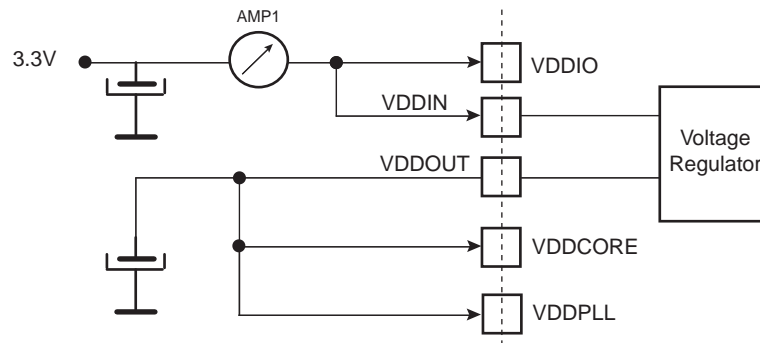 AMP1
3.3V
VDDIO
VDDIN
Voltage
Regulator
VDDOUT
VDDCORE
VDDPLL